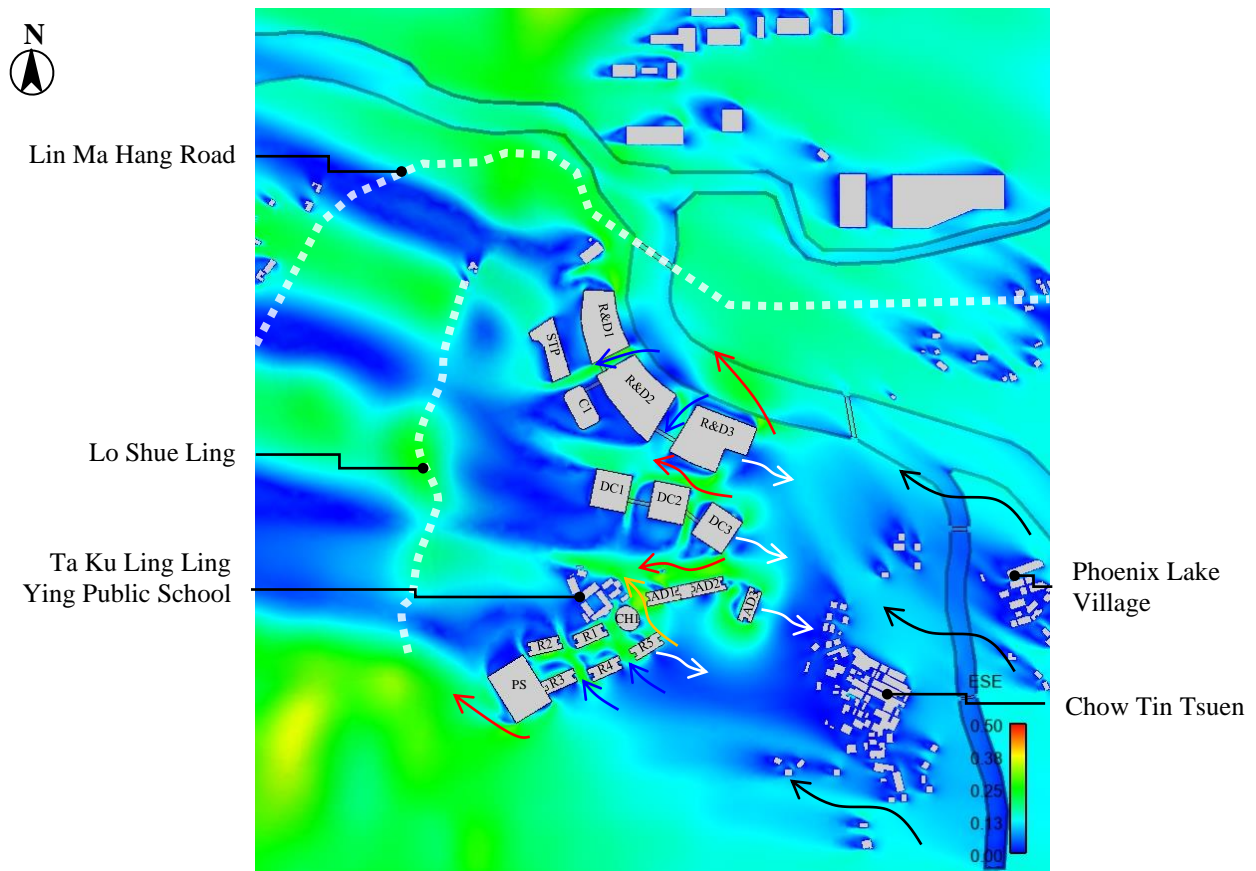 N
Lin Ma Hang Road
R&D1
STP
R&D2
C1
R&D3
Lo Shue Ling
DC1
DC2
DC3
Ta Ku Ling Ling
Ying Public School
AD1
AD2
AD3
CH1
R1
R2
R5
R4
R3
PS
Phoenix Lake
Village
Chow Tin Tsuen
ESE
0.50
0.38
0.25
0.13
0.00